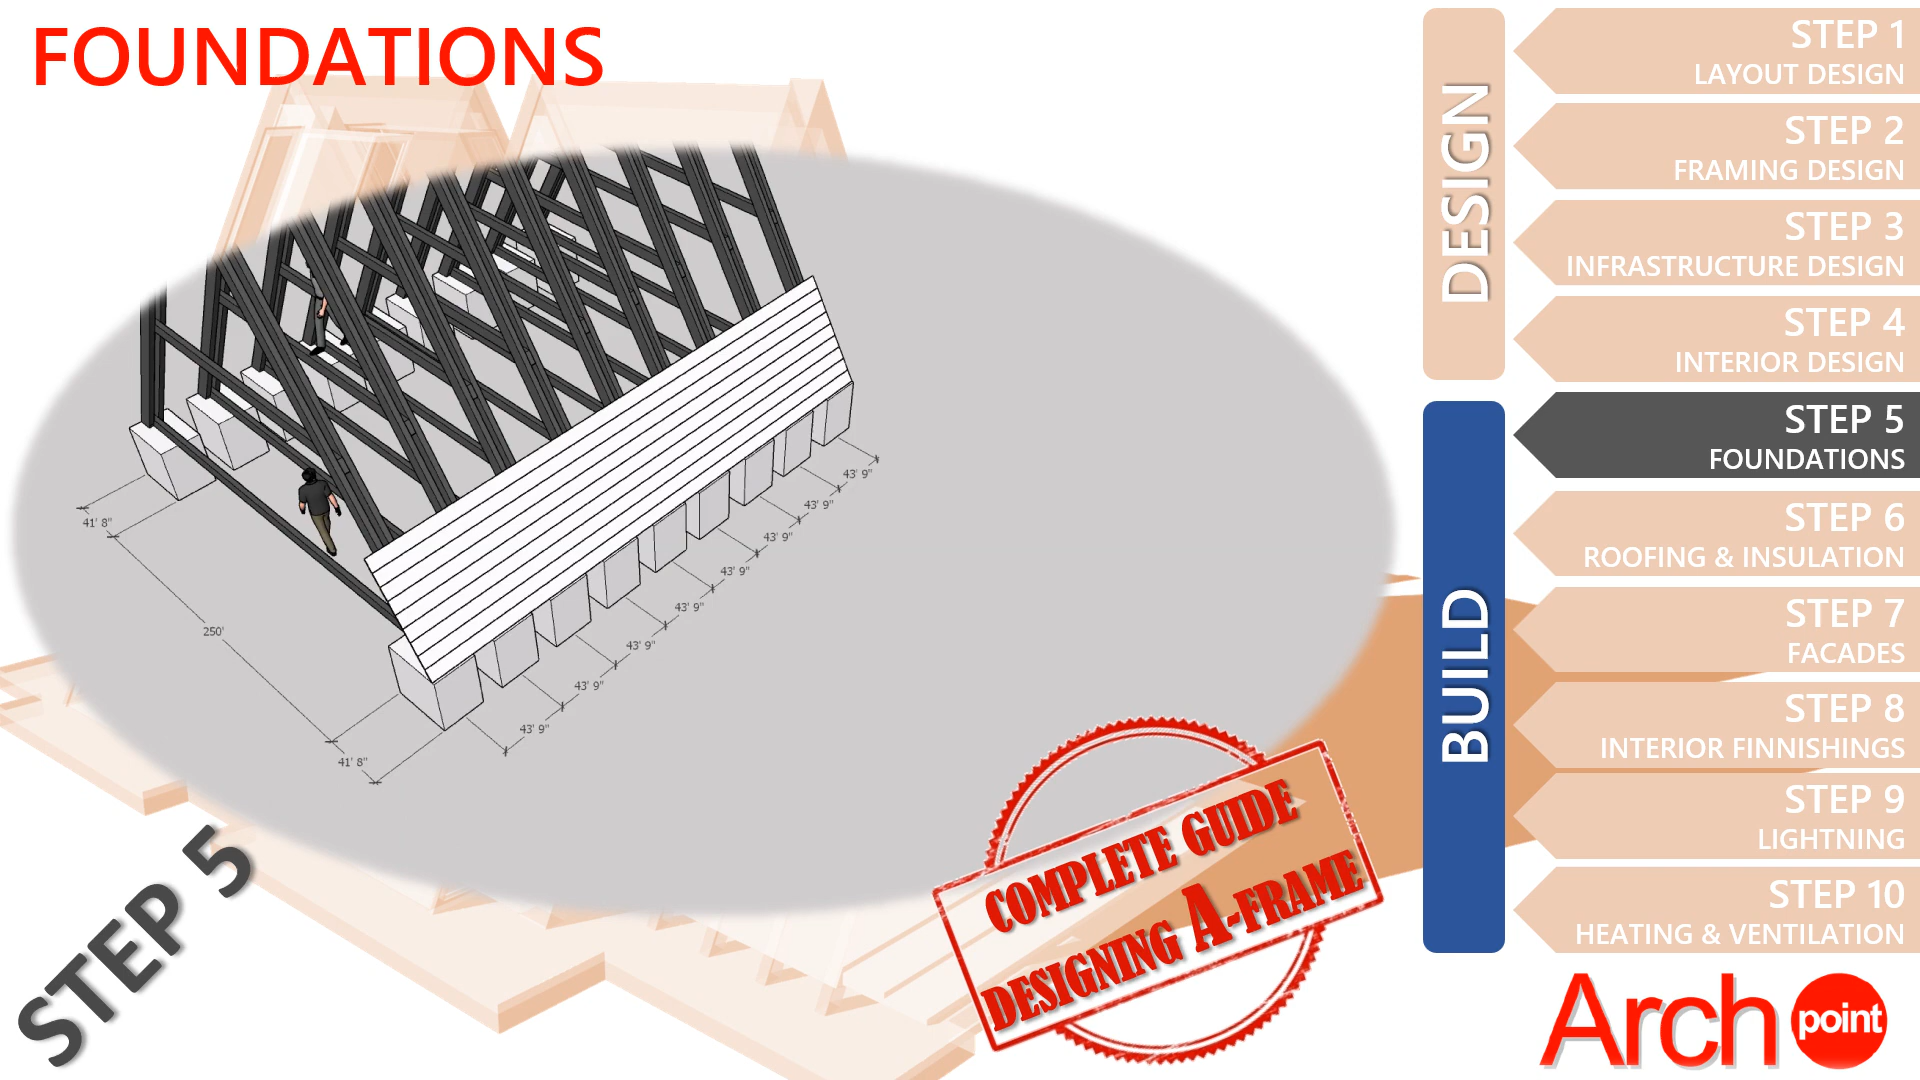 FOUNDATIONS
41' 8"
250'
41' 8"
43' 9"
43' 9"
43' 9"
43' 9"
43' 9"
43' 9"
43' 9"
43' 9"
STEP 5
COMPLETE GUIDE
DESIGNING A-FRAME
DESIGN
STEP 1
LAYOUT DESIGN
STEP 2
FRAMING DESIGN
STEP 3
INFRASTRUCTURE DESIGN
STEP 4
INTERIOR DESIGN
BUILD
STEP 5
FOUNDATIONS
STEP 6
ROOFING & INSULATION
STEP 7
FACADES
STEP 8
INTERIOR FINNISHINGS
STEP 9
LIGHTNING
STEP 10
HEATING & VENTILATION
Arch point